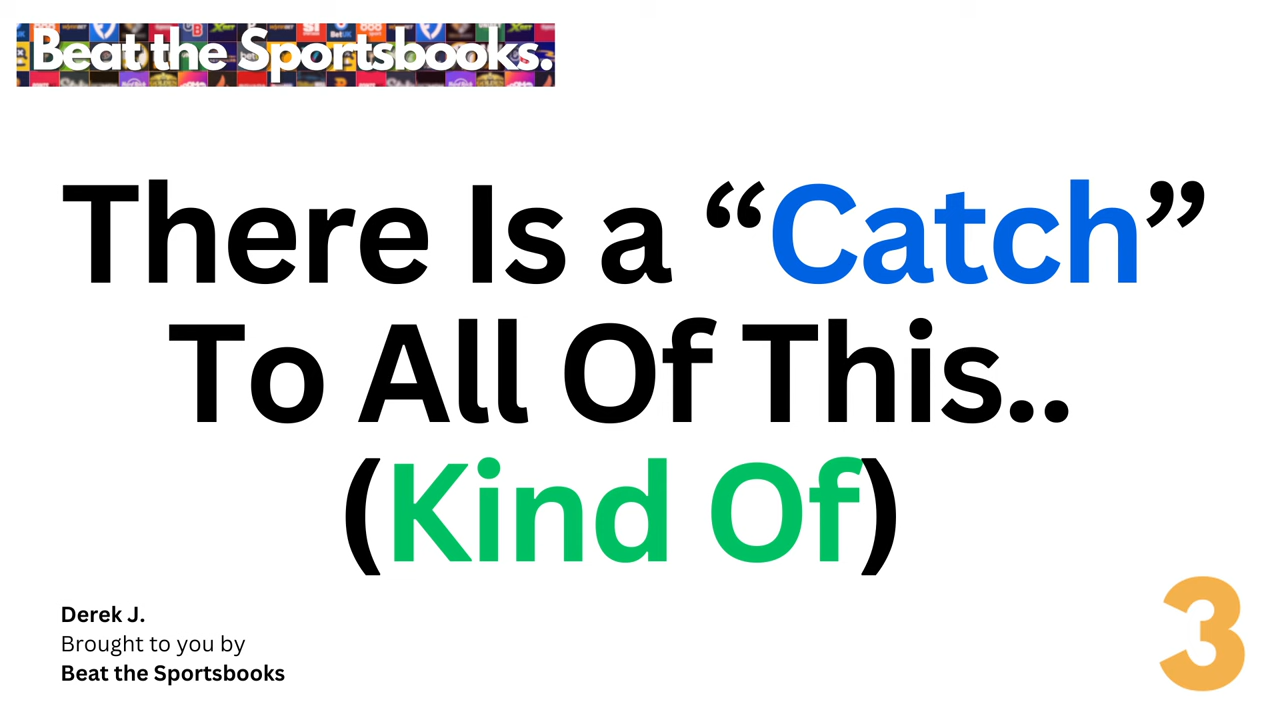 Beat the Sportsbooks.
There Is a “Catch”
To All Of This..
(Kind Of)
Derek J.
Brought to you by
Beat the Sportsbooks
3